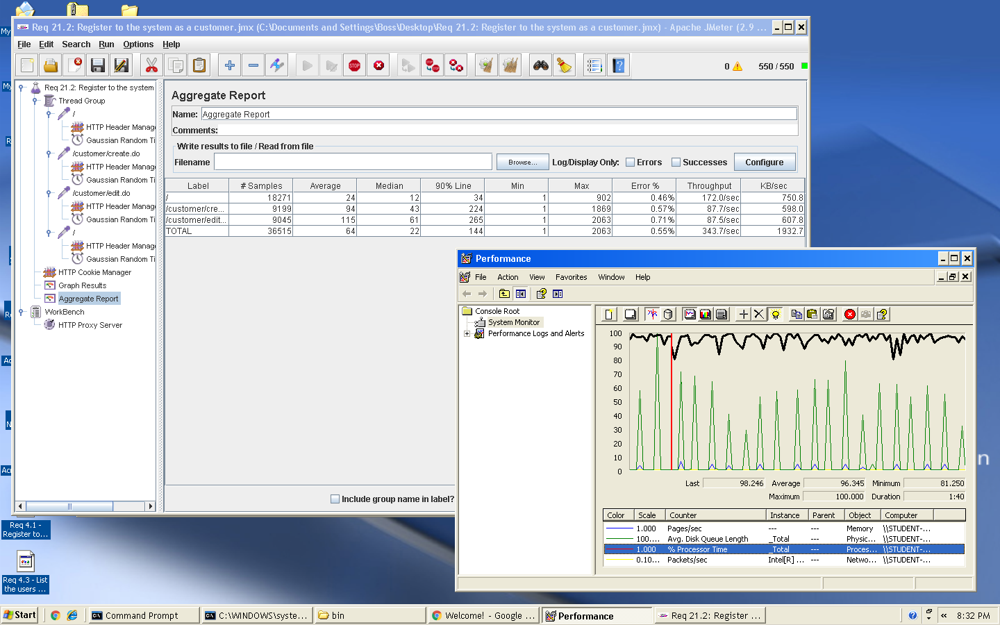 My
My
R
Re
Ac
N
Acr
n
Req 21.2: Register to the system as a customer.jmx (C:\Documents and Settings\Boss\Desktop\Req 21.2: Register to the system as a customer.jmx) - Apache JMeter (2.9 ...
File Edit Search Run Options Help
STOP
0 550 / 550
Req 21.2: Register to the system
Thread Group
/
HTTP Header Manag
Gaussian Random Ti
/customer/create.do
HTTP Header Manag
Gaussian Random Ti
/customer/edit.do
HTTP Header Manag
Gaussian Random Ti
/
HTTP Header Manag
Gaussian Random Ti
HTTP Cookie Manager
Graph Results
Aggregate Report
WorkBench
HTTP Proxy Server
Aggregate Report
Name: Aggregate Report
Comments:
Write results to file / Read from file
Filename Browse... Log/Display Only: Errors Successes Configure
Label # Samples Average Median 90% Line Min Max Error % Throughput KB/sec
/ 18271 24 12 34 1 902 0.46% 172.0/sec 750.8
/customer/cre... 9199 94 43 224 1 1869 0.57% 87.7/sec 598.0
/customer/edit... 9045 115 61 265 1 2063 0.71% 87.5/sec 607.8
TOTAL 36515 64 22 144 1 2063 0.55% 343.7/sec 1932.7
Include group name in label?
Performance
File Action View Favorites Window Help
Console Root
System Monitor
Performance Logs and Alerts
100
90
80
70
60
50
40
30
20
10
0
Last 98.246 Average 96.345 Minimum 81.250
Maximum 100.000 Duration 1:40
Color Scale Counter Instance Parent Object Computer
1.000 Pages/sec --- --- Memory \\STUDENT-...
100.... Avg. Disk Queue Length _Total --- Physic... \\STUDENT-...
1.000 % Processor Time _Total --- Proces... \\STUDENT-...
0.10... Packets/sec Intel[R] ... --- Netwo... \\STUDENT-...
Req 4.1 -
Register to...
Req 4.3 - List
the users ...
Start Command Prompt C:\WINDOWS\syste... bin Welcome! - Google ... Performance Req 21.2: Register ... « 8:32 PM